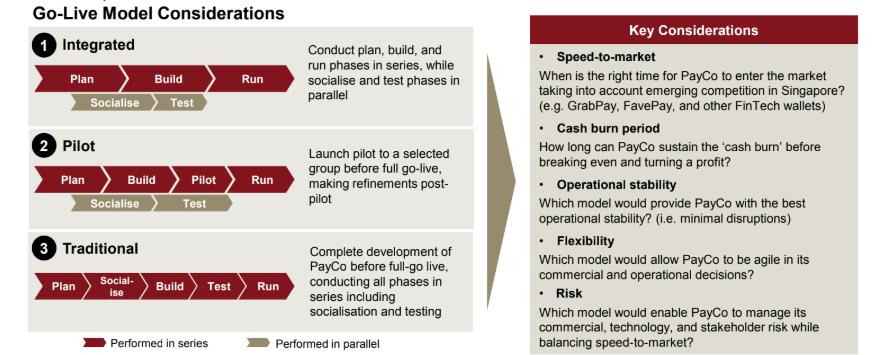 Go-Live Model Considerations
1 Integrated
Plan Build Run
Socialise Test
Conduct plan, build, and
run phases in series, while
socialise and test phases in
parallel
2 Pilot
Plan Build Pilot Run
Socialise Test
Launch pilot to a selected
group before full go-live,
making refinements post-
pilot
3 Traditional
Plan Social-
ise Build Test Run
Complete development of
PayCo before full-go live,
conducting all phases in
series including
socialisation and testing
Performed in series Performed in parallel
Key Considerations
• Speed-to-market
When is the right time for PayCo to enter the market
taking into account emerging competition in Singapore?
(e.g. GrabPay, FavePay, and other FinTech wallets)
• Cash burn period
How long can PayCo sustain the ‘cash burn’ before
breaking even and turning a profit?
• Operational stability
Which model would provide PayCo with the best
operational stability? (i.e. minimal disruptions)
• Flexibility
Which model would allow PayCo to be agile in its
commercial and operational decisions?
• Risk
Which model would enable PayCo to manage its
commercial, technology, and stakeholder risk while
balancing speed-to-market?